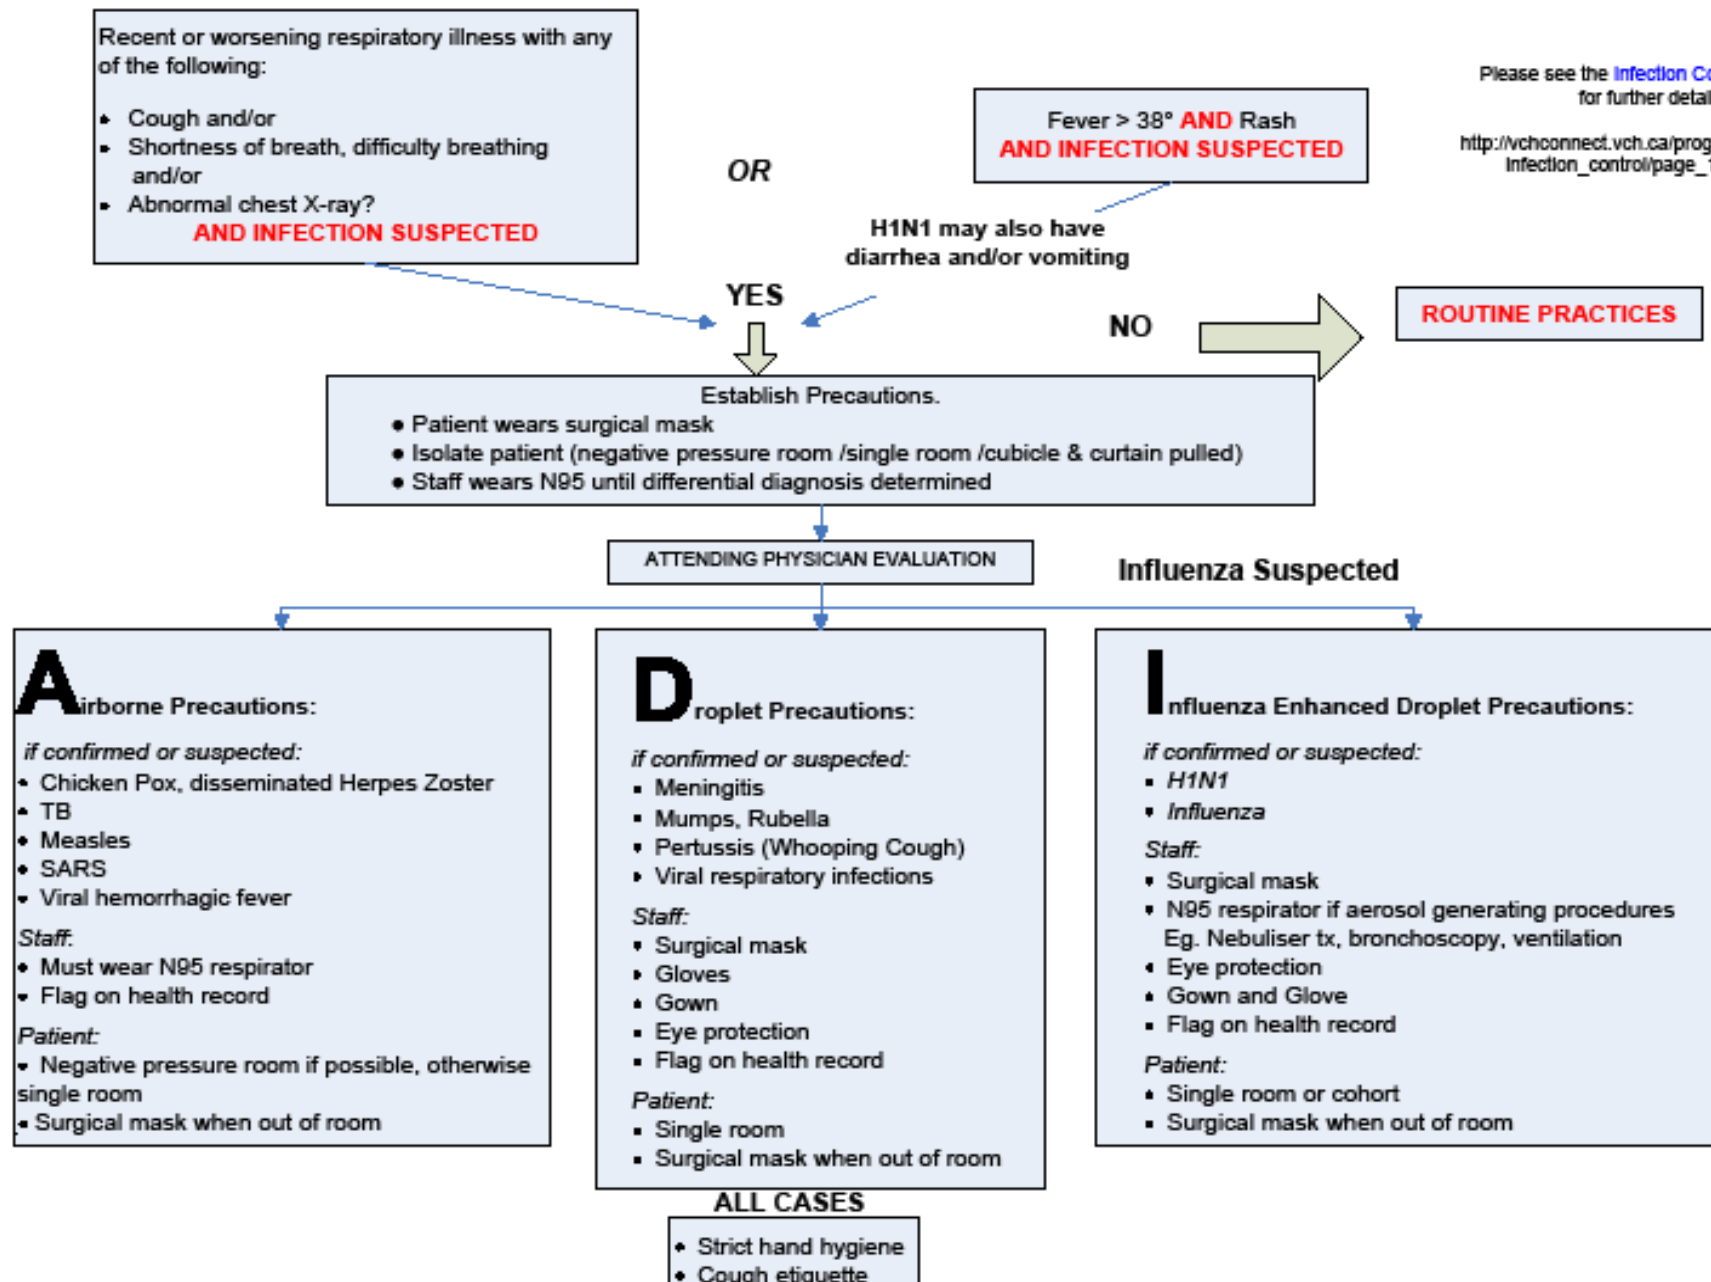 Recent or worsening respiratory illness with any
of the following:
• Cough and/or
• Shortness of breath, difficulty breathing
and/or
• Abnormal chest X-ray?
AND INFECTION SUSPECTED
OR
Fever > 38° AND Rash
AND INFECTION SUSPECTED
Please see the Infection Co
for further detail
http://vchconnect.vch.ca/prog
infection_control/page_1
H1N1 may also have
diarrhea and/or vomiting
YES
NO
ROUTINE PRACTICES
Establish Precautions.
● Patient wears surgical mask
● Isolate patient (negative pressure room /single room /cubicle & curtain pulled)
● Staff wears N95 until differential diagnosis determined
ATTENDING PHYSICIAN EVALUATION
Influenza Suspected
Airborne Precautions:
if confirmed or suspected:
• Chicken Pox, disseminated Herpes Zoster
• TB
• Measles
• SARS
• Viral hemorrhagic fever
Staff:
• Must wear N95 respirator
• Flag on health record
Patient:
• Negative pressure room if possible, otherwise
single room
• Surgical mask when out of room
Droplet Precautions:
if confirmed or suspected:
• Meningitis
• Mumps, Rubella
• Pertussis (Whooping Cough)
• Viral respiratory infections
Staff:
• Surgical mask
• Gloves
• Gown
• Eye protection
• Flag on health record
Patient:
• Single room
• Surgical mask when out of room
Influenza Enhanced Droplet Precautions:
if confirmed or suspected:
• H1N1
• Influenza
Staff:
• Surgical mask
• N95 respirator if aerosol generating procedures
Eg. Nebuliser tx, bronchoscopy, ventilation
• Eye protection
• Gown and Glove
• Flag on health record
Patient:
• Single room or cohort
• Surgical mask when out of room
ALL CASES
• Strict hand hygiene
• Cough etiquette